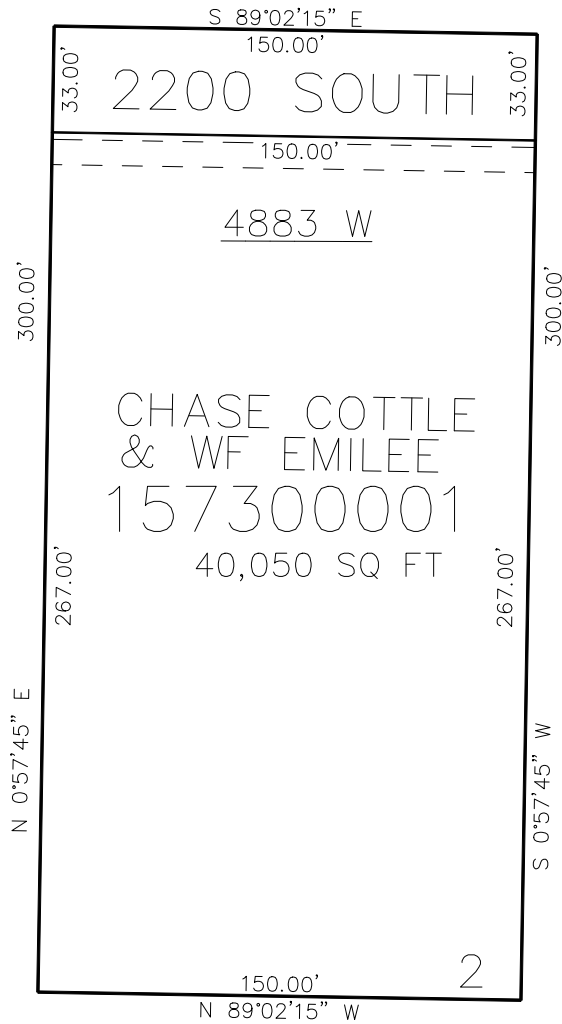 S 89°02'15" E
150.00'
33.00'
2200 SOUTH
33.00'
150.00'
4883 W
300.00'
300.00'
CHASE COTTLE
& WF EMILEE
157300001
40,050 SQ FT
267.00'
267.00'
N 0°57'45" E
S 0°57'45" W
2
150.00'
N 89°02'15" W